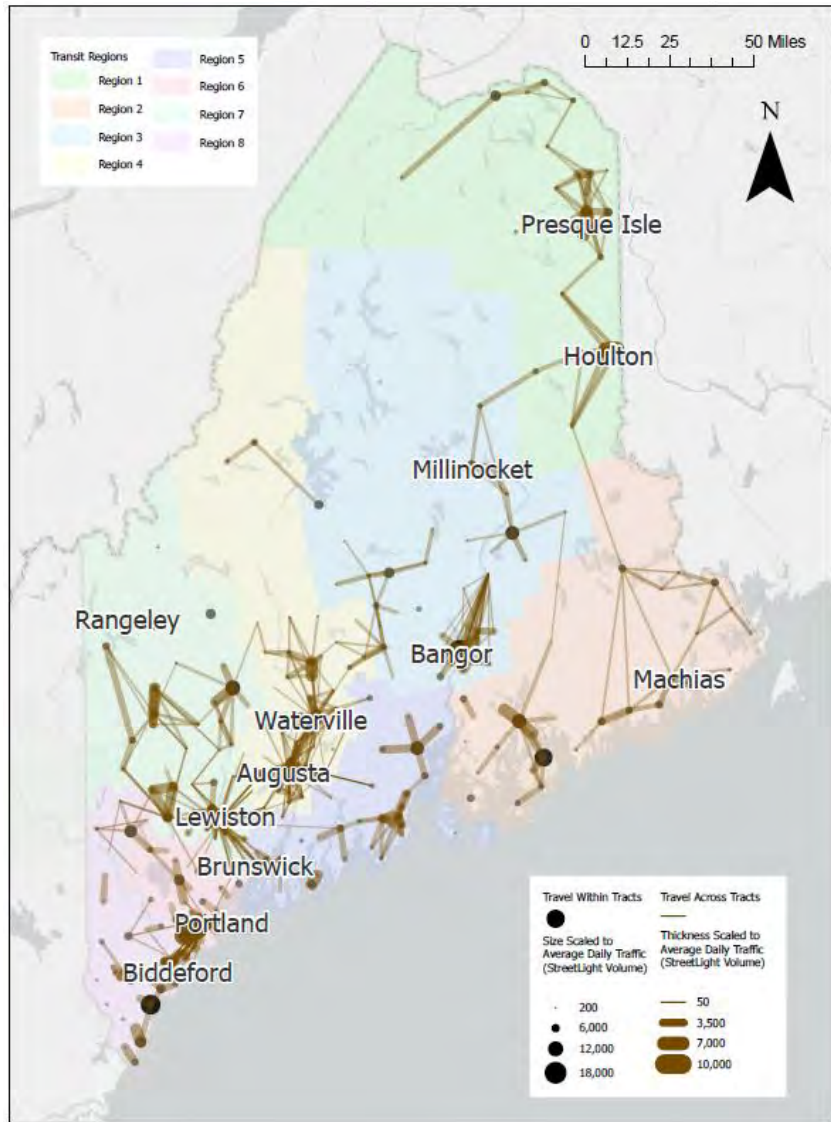 Transit Regions
Region 1
Region 2
Region 3
Region 4
Region 5
Region 6
Region 7
Region 8
0 12.5 25 50 Miles
N
Presque Isle
Houlton
Millinocket
Rangeley
Bangor
Machias
Waterville
Augusta
Lewiston
Brunswick
Portland
Biddeford
Travel Within Tracts
Size Scaled to
Average Daily Traffic
(StreetLight Volume)
200
6,000
12,000
18,000
Travel Across Tracts
Thickness Scaled to
Average Daily Traffic
(StreetLight Volume)
50
3,500
7,000
10,000